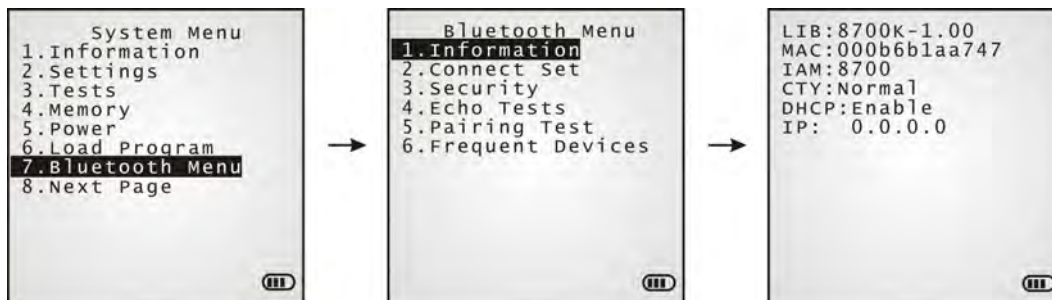 System Menu
1.Information
2.Settings
3.Tests
4.Memory
5.Power
6.Load Program
7.Bluetooth Menu
8.Next Page
Bluetooth Menu
1.Information
2.Connect Set
3.Security
4.Echo Tests
5.Pairing Test
6.Frequent Devices
LIB:8700K-1.00
MAC:000b6b1aa747
IAM:8700
CTY:Normal
DHCP:Enable
IP:  0.0.0.0